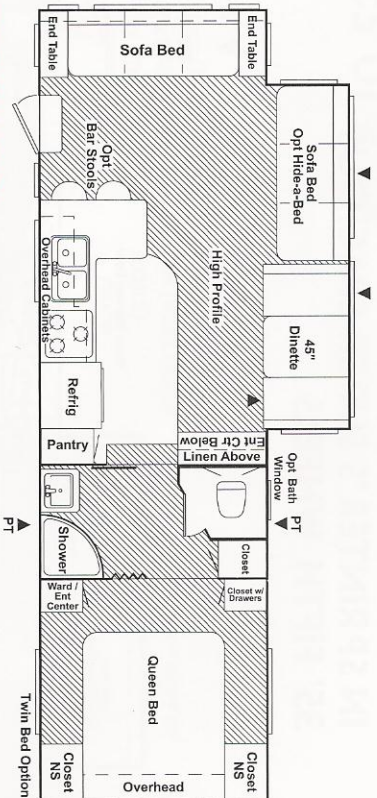 End Table
Sofa Bed
End Table
Sofa Bed
Opt Hide-a-Bed
Opt
Bar Stools
High Profile
45"
Dinette
Overhead Cabinets
Refrig
Pantry
Ent Ctr Below
Linen Above
Opt Bath
Window
PT
PT
Shower
Closet
Ward /
Ent
Center
Closet w/
Drawers
Queen Bed
Twin Bed Option
Closet
NS
Overhead
Closet
NS